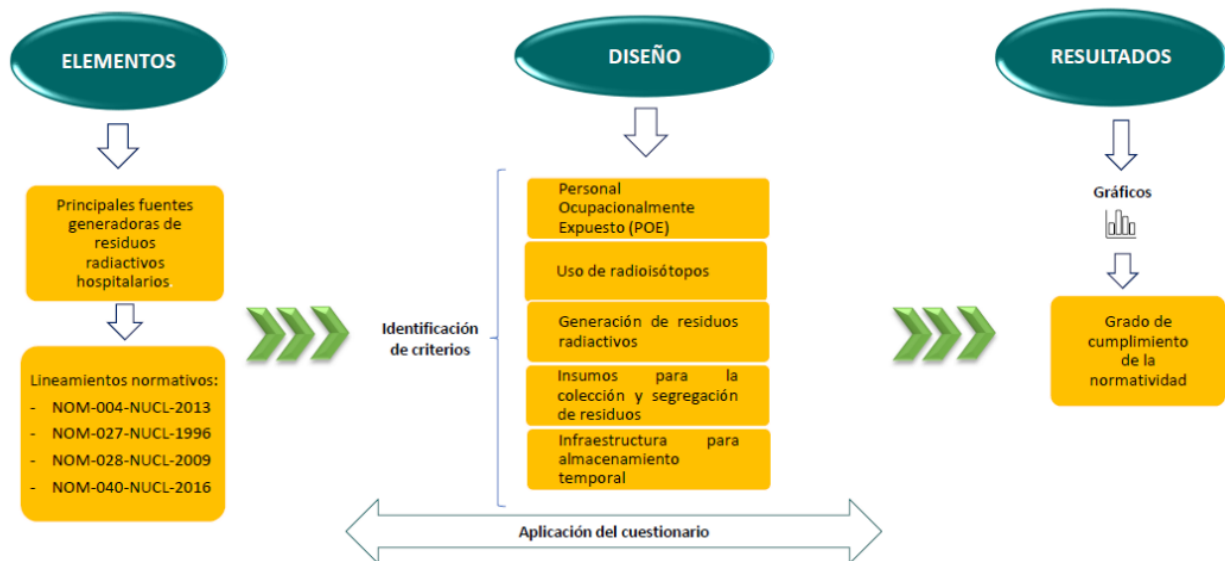 ELEMENTOS
Principales fuentes
generadoras de
residuos
radiactivos
hospitalarios.
Lineamientos normativos:
- NOM-004-NUCL-2013
- NOM-027-NUCL-1996
- NOM-028-NUCL-2009
- NOM-040-NUCL-2016
DISEÑO
Identificación
de criterios
Personal
Ocupacionalmente
Expuesto (POE)
Uso de radioisótopos
Generación de residuos
radiactivos
Insumos para la
colección y segregación
de residuos
Infraestructura para
almacenamiento
temporal
Aplicación del cuestionario
RESULTADOS
Gráficos
Grado de
cumplimiento
de la
normatividad